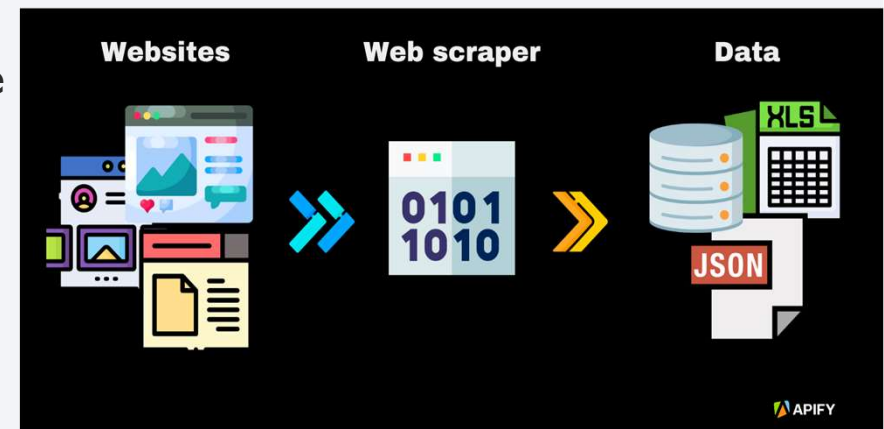 Websites
Web scraper
Data
XLS
0101
1010
JSON
APIFY